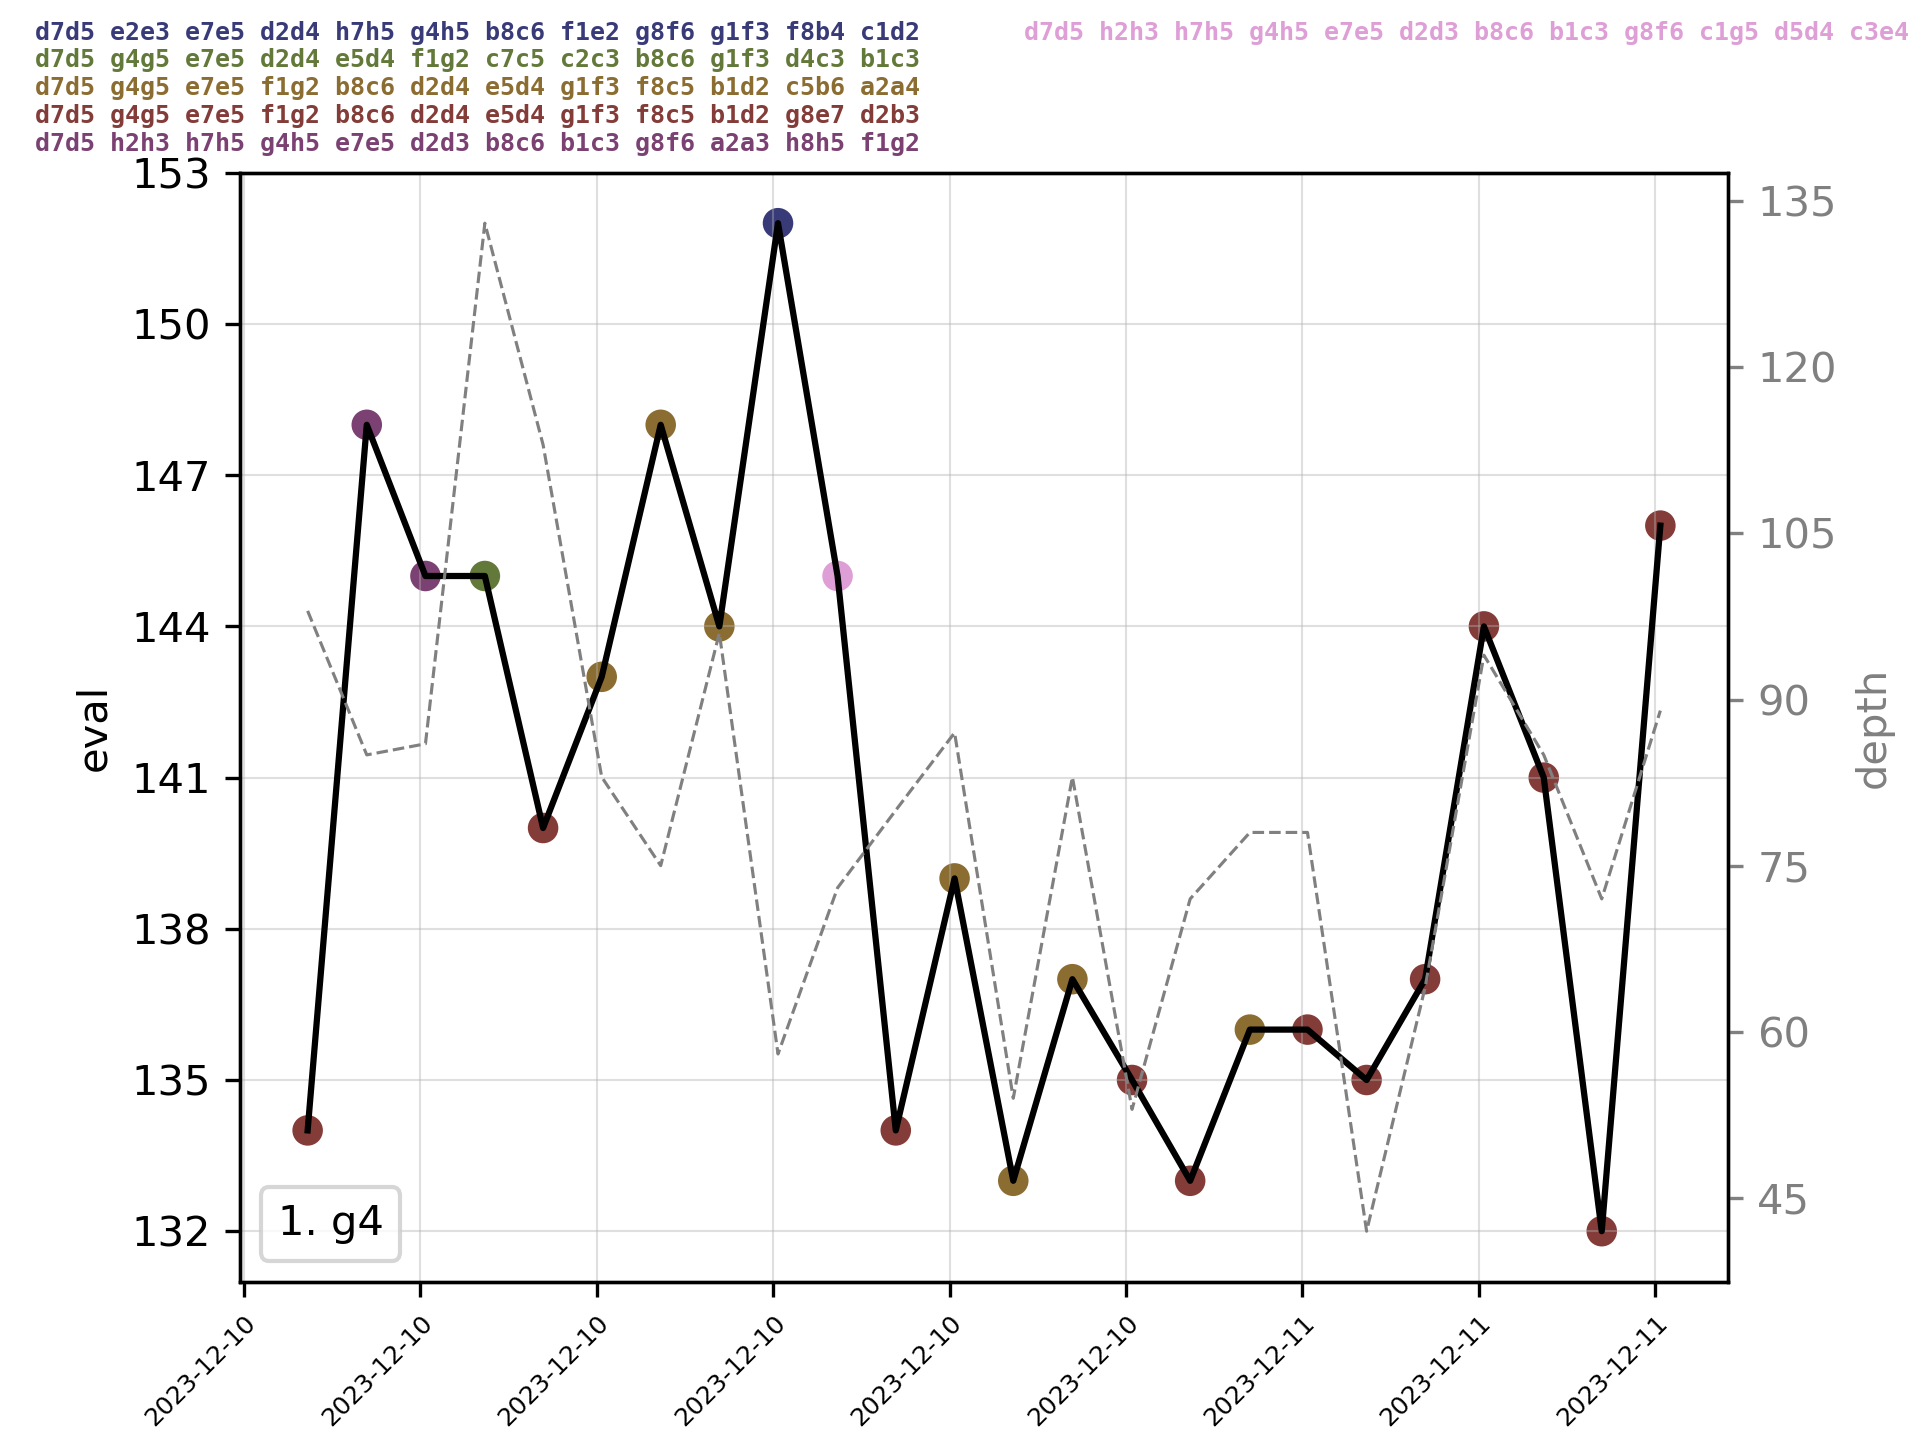 d7d5 e2e3 e7e5 d2d4 h7h5 g4h5 b8c6 f1e2 g8f6 g1f3 f8b4 c1d2
d7d5 g4g5 e7e5 d2d4 e5d4 f1g2 c7c5 c2c3 b8c6 g1f3 d4c3 b1c3
d7d5 g4g5 e7e5 f1g2 b8c6 d2d4 e5d4 g1f3 f8c5 b1d2 c5b6 a2a4
d7d5 g4g5 e7e5 f1g2 b8c6 d2d4 e5d4 g1f3 f8c5 b1d2 g8e7 d2b3
d7d5 h2h3 h7h5 g4h5 e7e5 d2d3 b8c6 b1c3 g8f6 a2a3 h8h5 f1g2
d7d5 h2h3 h7h5 g4h5 e7e5 d2d3 b8c6 b1c3 g8f6 c1g5 d5d4 c3e4
153
150
147
144
141
138
135
132
eval
135
120
105
90
75
60
45
depth
1. g4
2023-12-10
2023-12-10
2023-12-10
2023-12-10
2023-12-10
2023-12-10
2023-12-11
2023-12-11
2023-12-11